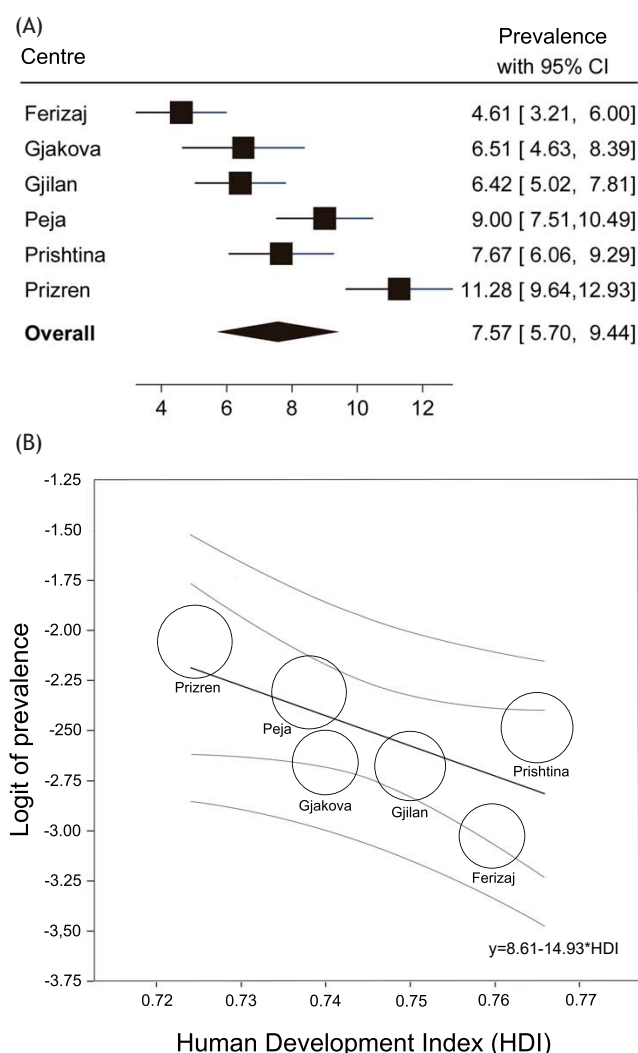 (A)
Centre Prevalence
with 95% CI
Ferizaj 4.61 [ 3.21, 6.00]
Gjakova 6.51 [ 4.63, 8.39]
Gjilan 6.42 [ 5.02, 7.81]
Peja 9.00 [ 7.51,10.49]
Prishtina 7.67 [ 6.06, 9.29]
Prizren 11.28 [ 9.64,12.93]
Overall 7.57 [ 5.70, 9.44]
4 6 8 10 12
(B)
Logit of prevalence
-1.25
-1.50
-1.75
-2.00
-2.25
-250
-2.75
-3.00
-3.25
-3.50
-3.75
Prizren
Peja
Prishtina
Gjakova
Gjilan
Ferizaj
y=8.61-14.93*HDI
0.72 0.73 0.74 0.75 0.76 0.77
Human Development Index (HDI)